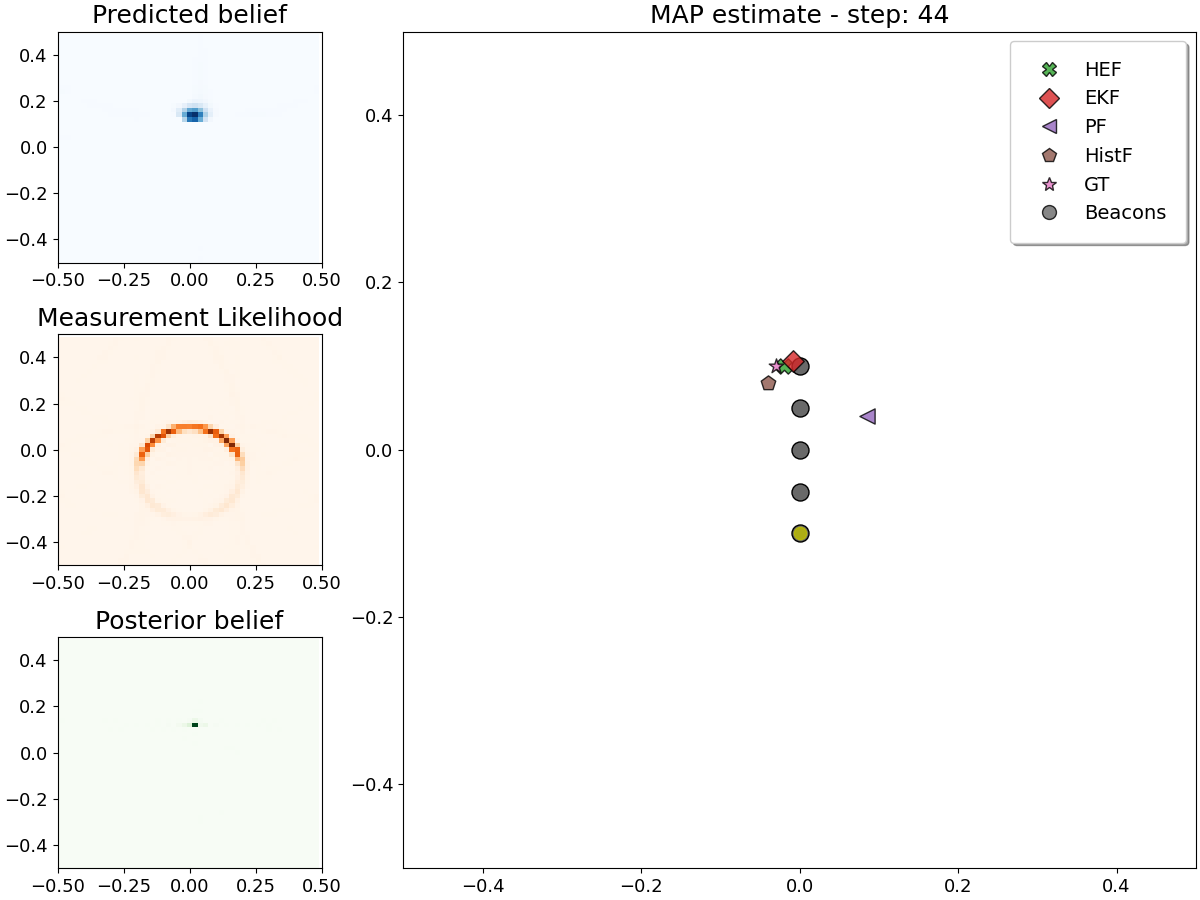 Predicted belief
0.4
0.2
0.0
−0.2
−0.4
−0.50 −0.25 0.00 0.25 0.50
Measurement Likelihood
0.4
0.2
0.0
−0.2
−0.4
−0.50 −0.25 0.00 0.25 0.50
Posterior belief
0.4
0.2
0.0
−0.2
−0.4
−0.50 −0.25 0.00 0.25 0.50
MAP estimate - step: 44
HEF
EKF
PF
HistF
GT
Beacons
0.4
0.2
0.0
−0.2
−0.4
−0.4 −0.2 0.0 0.2 0.4